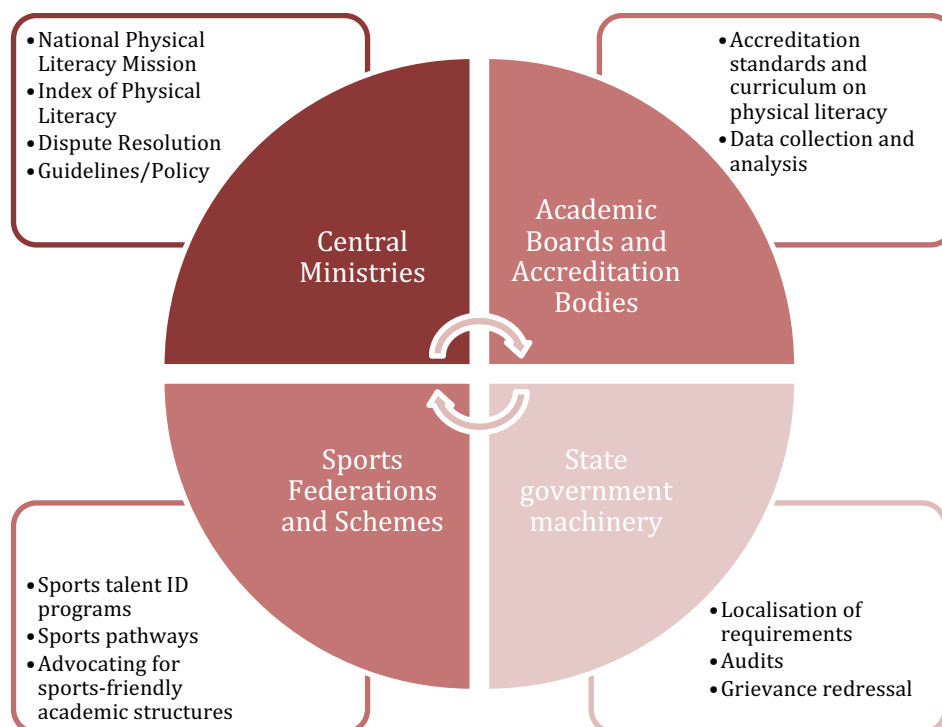 • National Physical
Literacy Mission
• Index of Physical
Literacy
• Dispute Resolution
• Guidelines/Policy
• Accreditation
standards and
curriculum on
physical literacy
• Data collection and
analysis
Central
Ministries
Academic
Boards and
Accreditation
Bodies
Sports
Federations
and Schemes
State
government
machinery
• Sports talent ID
programs
• Sports pathways
• Advocating for
sports-friendly
academic structures
• Localisation of
requirements
• Audits
• Grievance redressal